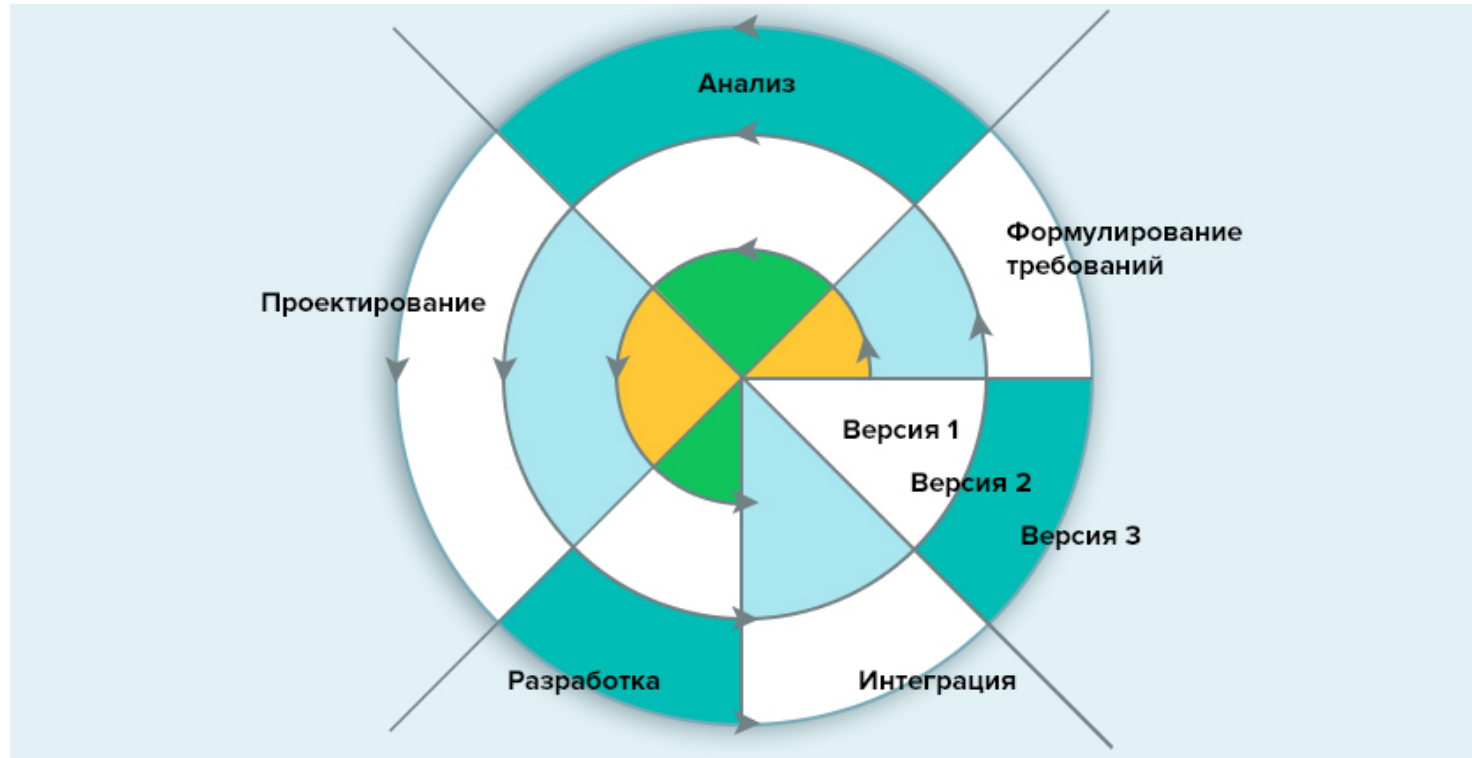 Анализ
Формулирование
требований
Проектирование
Версия 1
Версия 2
Версия 3
Разработка
Интеграция